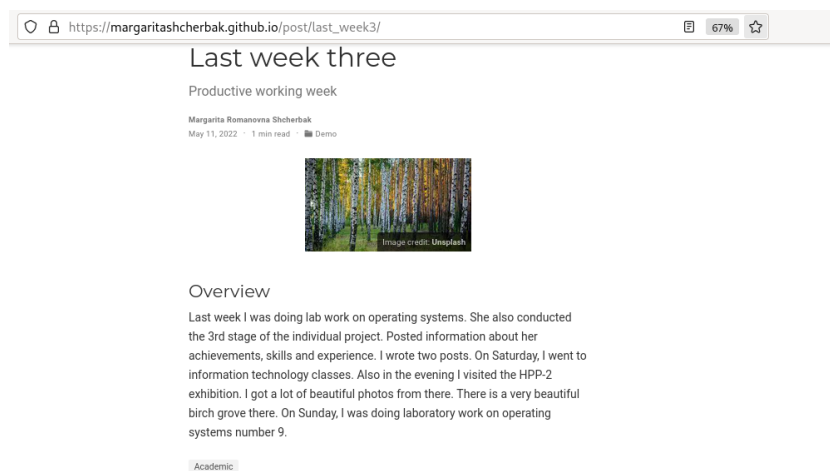 https://margaritashcherbak.github.io/post/last_week3/
67%
Last week three
Productive working week
Margarita Romanovna Shcherbak
May 11, 2022 · 1 min read · Demo
Image credit: Unsplash
Overview
Last week I was doing lab work on operating systems. She also conducted
the 3rd stage of the individual project. Posted information about her
achievements, skills and experience. I wrote two posts. On Saturday, I went to
information technology classes. Also in the evening I visited the HPP-2
exhibition. I got a lot of beautiful photos from there. There is a very beautiful
birch grove there. On Sunday, I was doing laboratory work on operating
systems number 9.
Academic